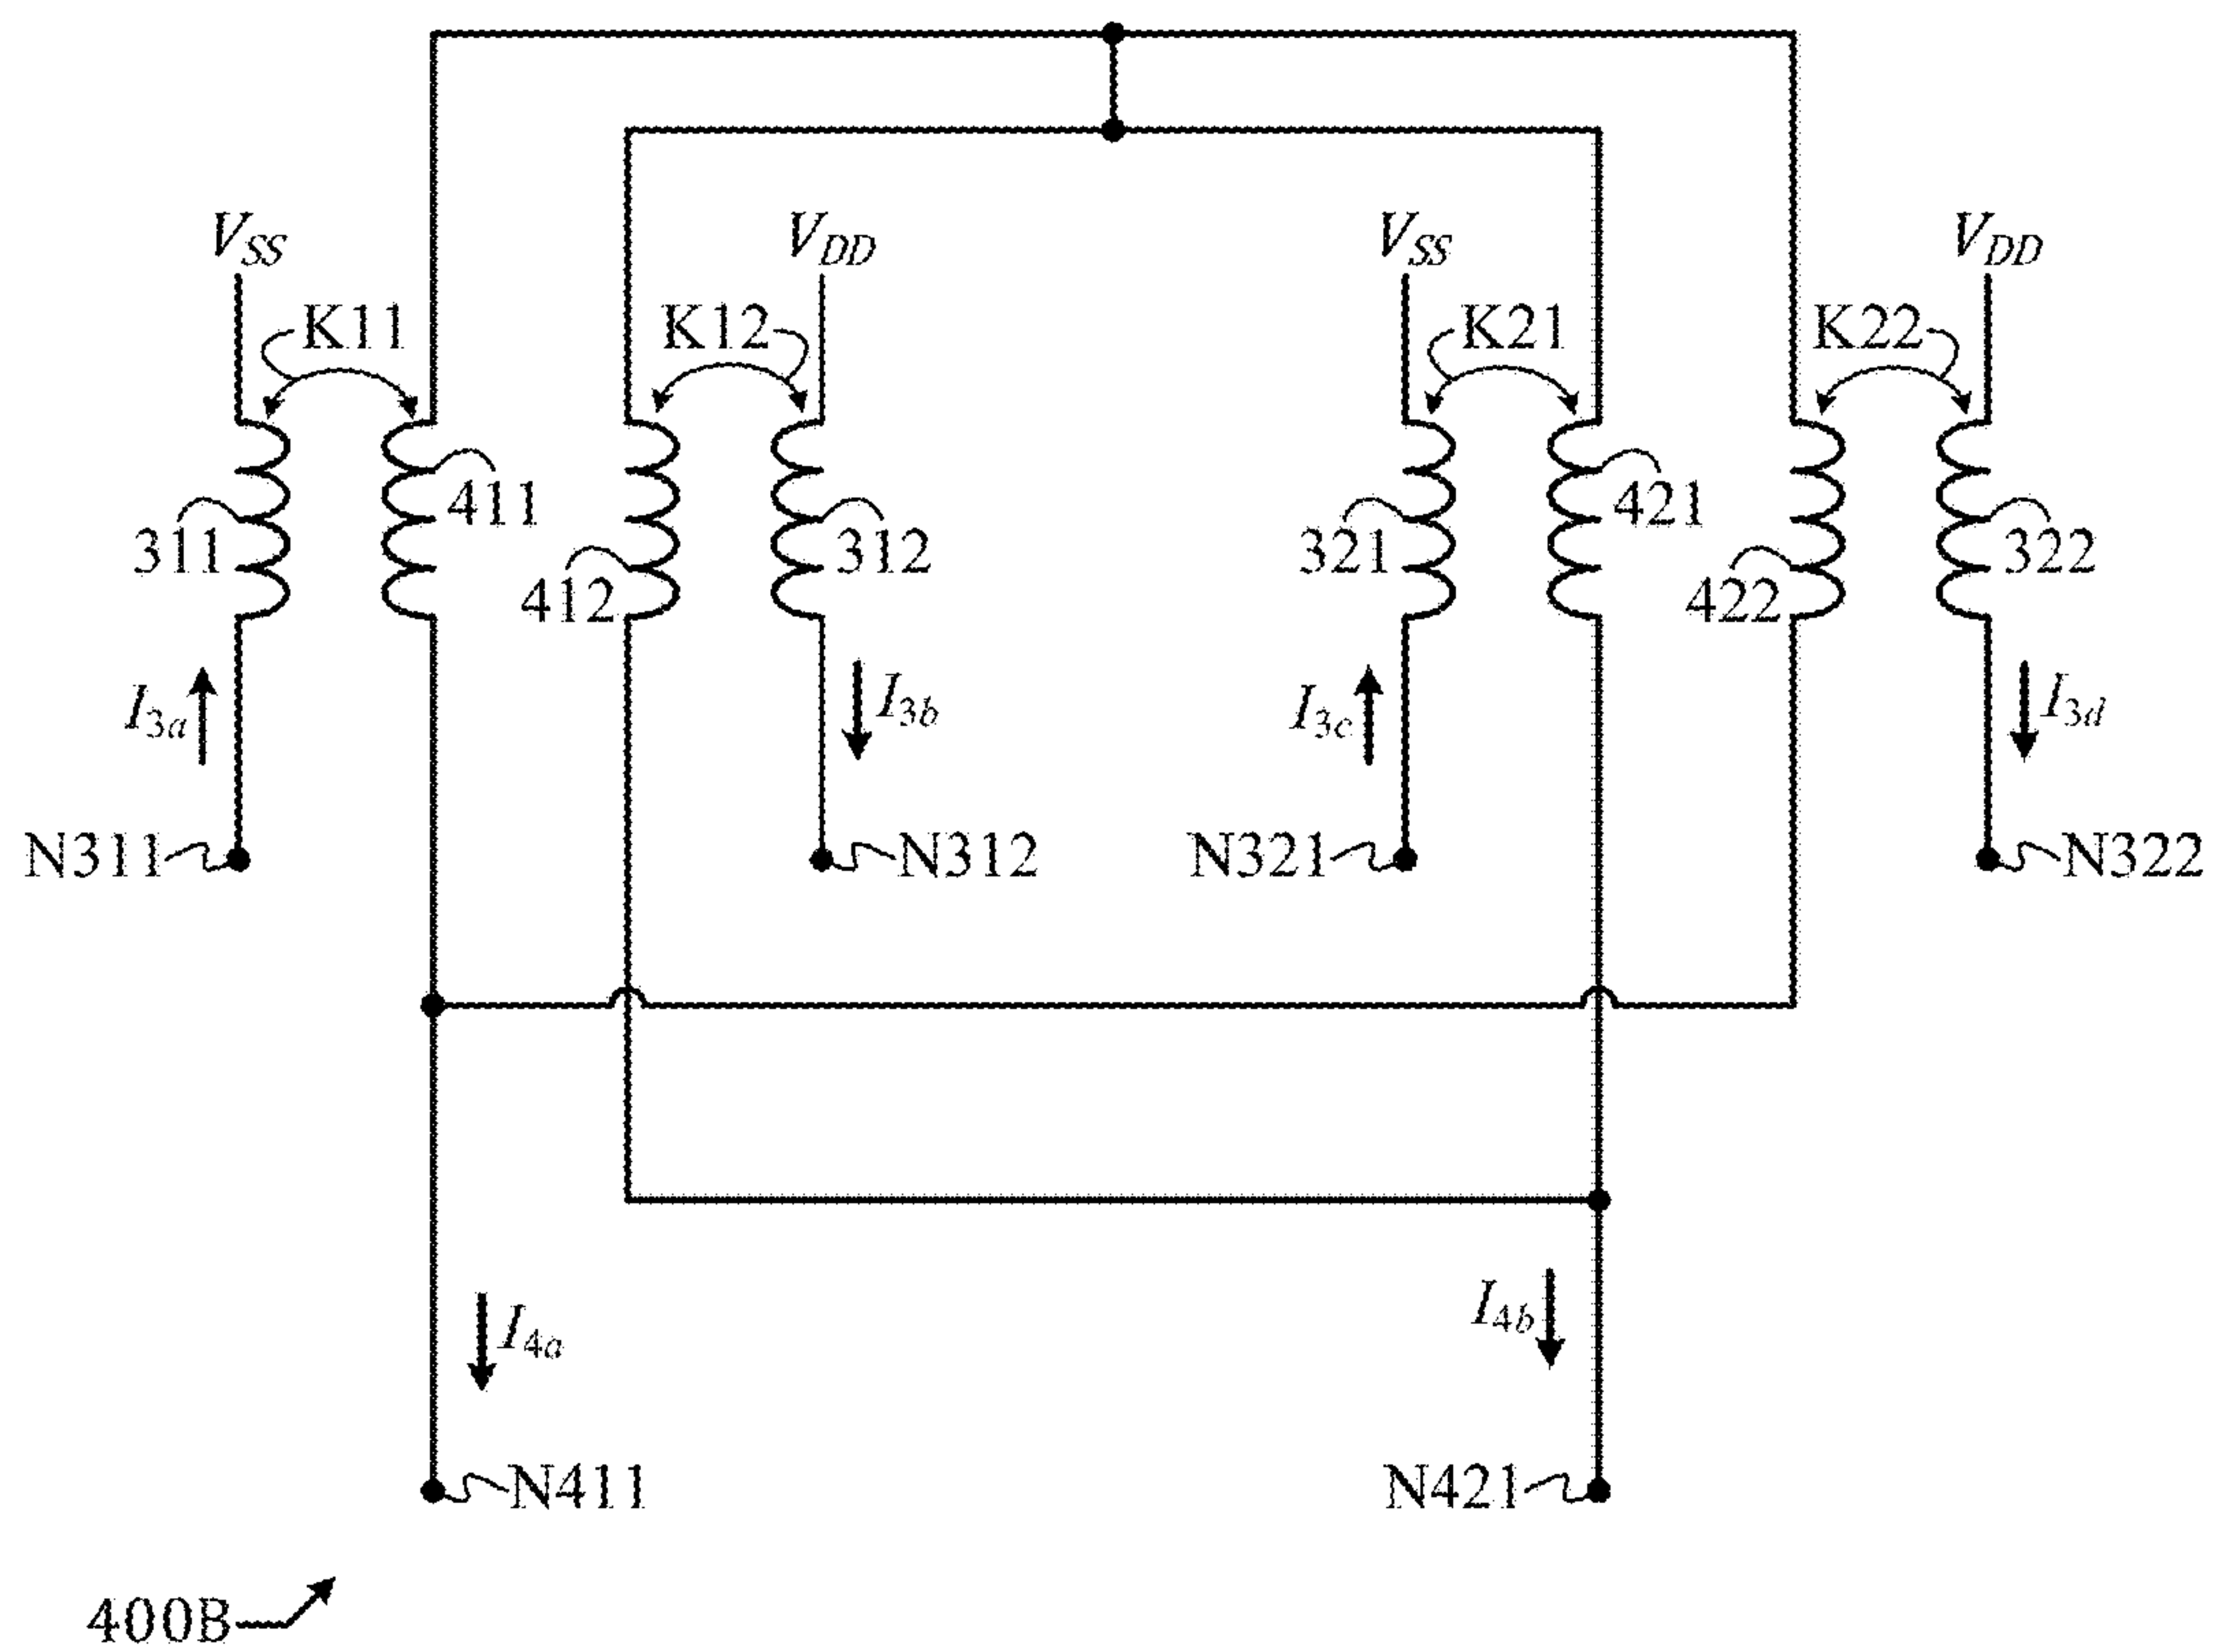 VSS VDD VSS VDD
K11 K12 K21 K22
411 421
311 312 321 322
412 422
I3a I3b I3c I3d
N311 N312 N321 N322
I4a I4b
N411 N421
400B